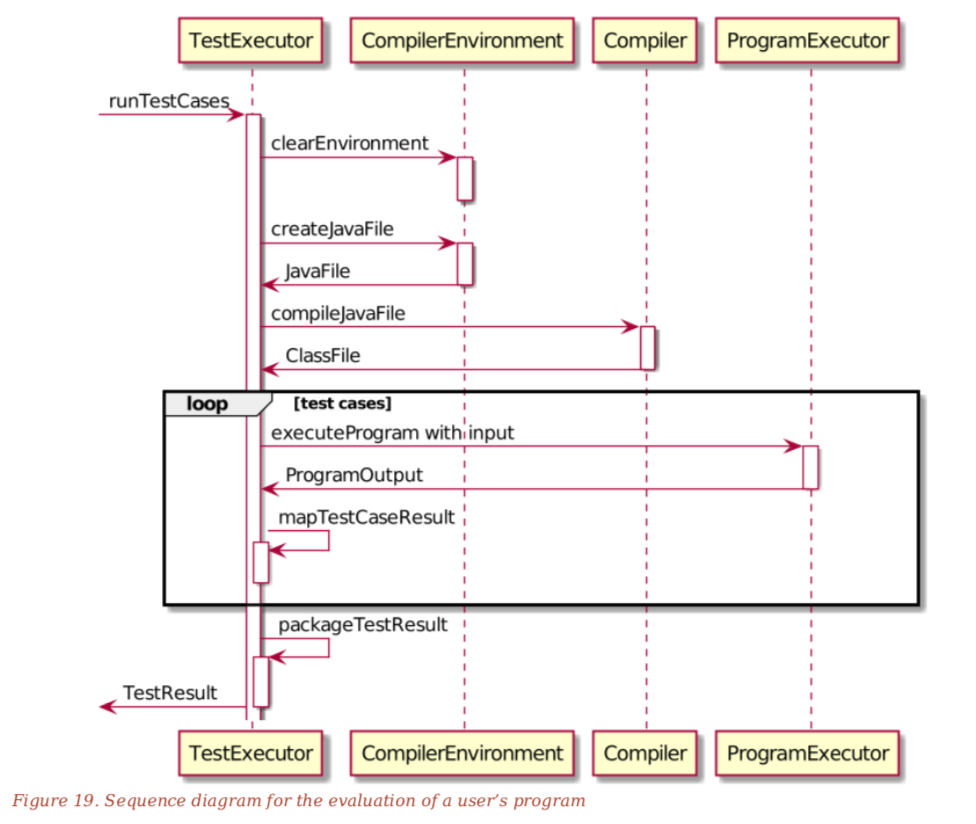 TestExecutor CompilerEnvironment Compiler ProgramExecutor
runTestCases
clearEnvironment
createJavaFile
JavaFile
compileJavaFile
ClassFile
loop [test cases]
executeProgram with input
ProgramOutput
mapTestCaseResult
packageTestResult
TestResult
TestExecutor CompilerEnvironment Compiler ProgramExecutor
Figure 19. Sequence diagram for the evaluation of a user’s program